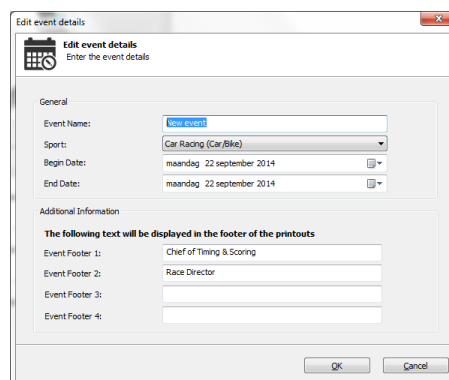 Edit event details
Edit event details
Enter the event details
General
Event Name: New event
Sport: Car Racing (Car/Bike)
Begin Date: maandag 22 september 2014
End Date: maandag 22 september 2014
Additional Information
The following text will be displayed in the footer of the printouts
Event Footer 1: Chief of Timing & Scoring
Event Footer 2: Race Director
Event Footer 3:
Event Footer 4:
OK Cancel